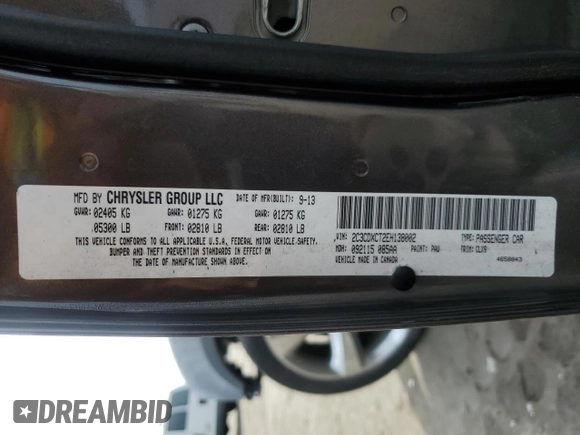 MFD BY CHRYSLER GROUP LLC DATE OF MFR(BUILT): 9-13
GVWR: 02405 KG GAWR: 01275 KG GAWR: 01275 KG
05300 LB FRONT: 02810 LB REAR: 02810 LB
THIS VEHICLE CONFORMS TO ALL APPLICABLE U.S.A. FEDERAL MOTOR VEHICLE SAFETY,
BUMPER AND THEFT PREVENTION STANDARDS IN EFFECT ON
THE DATE OF MANUFACTURE SHOWN ABOVE.
VIN: 2C3CDXCT2EH138002 TYPE: PASSENGER CAR
MDH: 092115 085AA PAINT: PAU TRIM: CLX9
VEHICLE MADE IN CANADA 4658843
DREAMBID